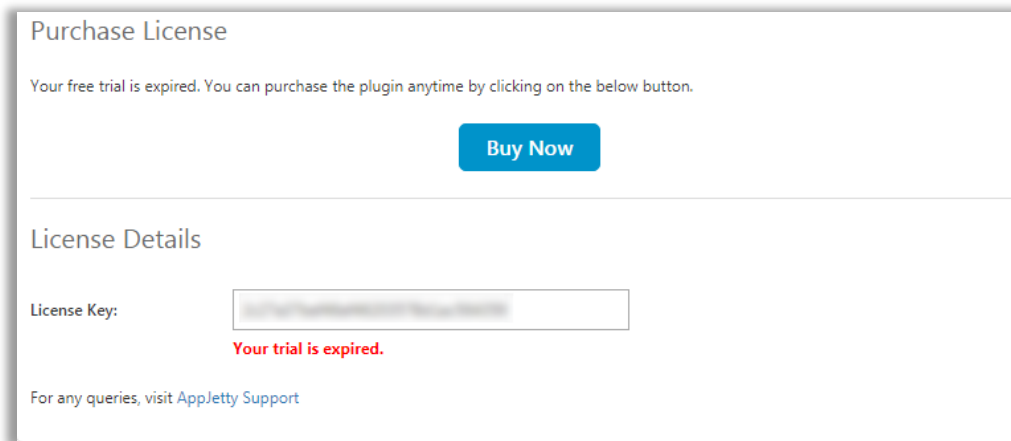 Purchase License
Your free trial is expired. You can purchase the plugin anytime by clicking on the below button.
Buy Now
License Details
License Key:
Your trial is expired.
For any queries, visit AppJetty Support